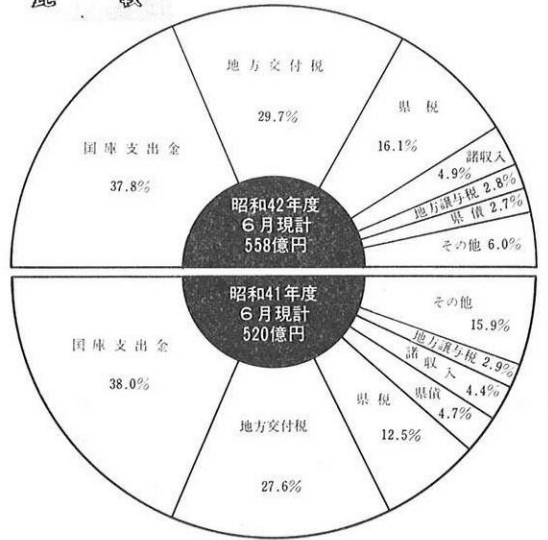 比較
地方交付税
29.7%
県税
16.1%
国庫支出金
37.8%
諸収入
4.9%
地方譲与税 2.8%
県債 2.7%
その他 6.0%
昭和42年度
6月現計
558億円
昭和41年度
6月現計
520億円
その他
15.9%
地方譲与税 2.9%
諸収入
4.4%
県債
4.7%
県税
12.5%
地方交付税
27.6%
国庫支出金
38.0%